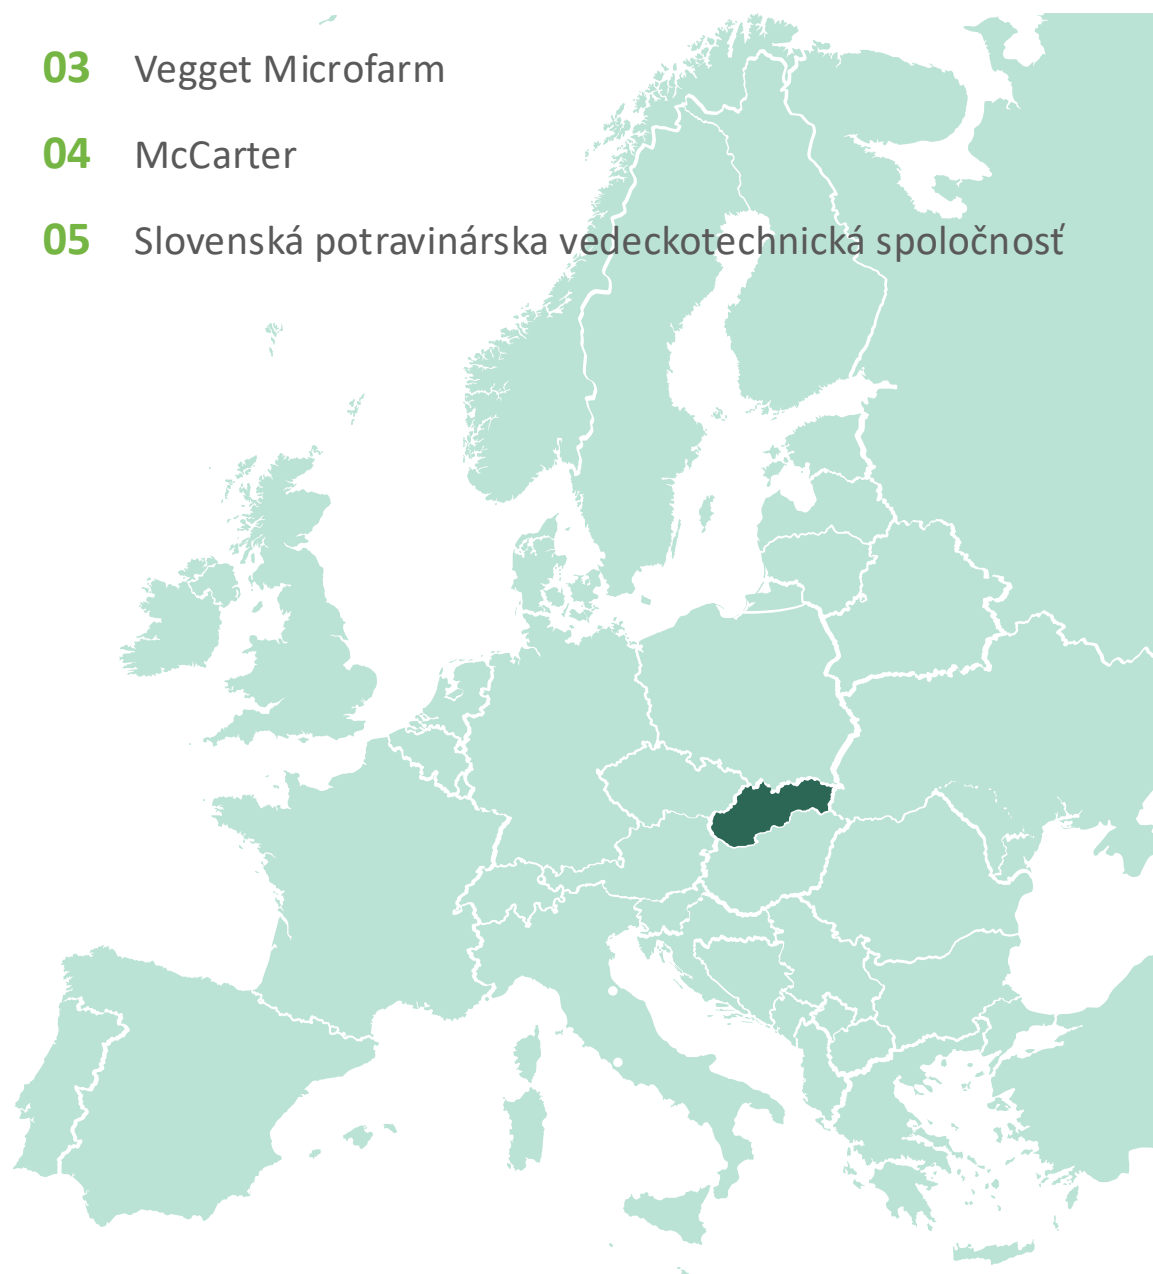 03 Vegget Microfarm
04 McCarter
05 Slovenská potravinárska vedeckotechnická spoločnosť